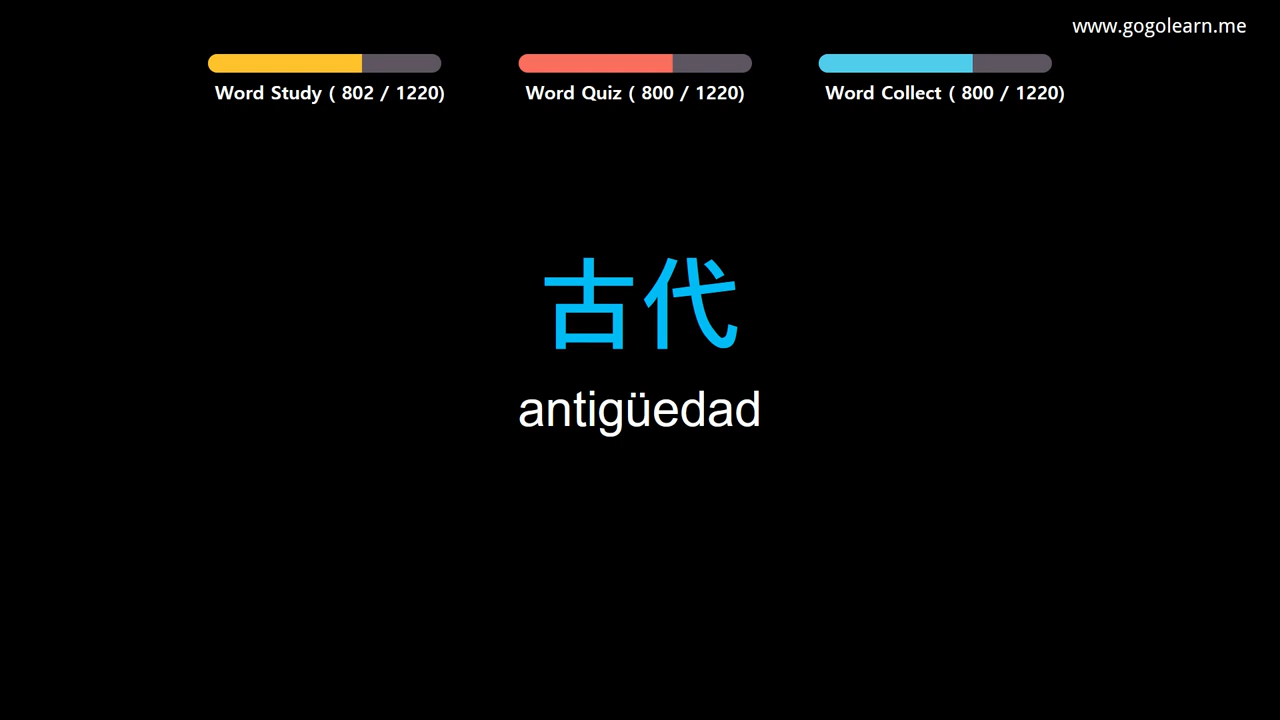 www.gogolearn.me
Word Study ( 802 / 1220)
Word Quiz ( 800 / 1220)
Word Collect ( 800 / 1220)
古代
antigüedad